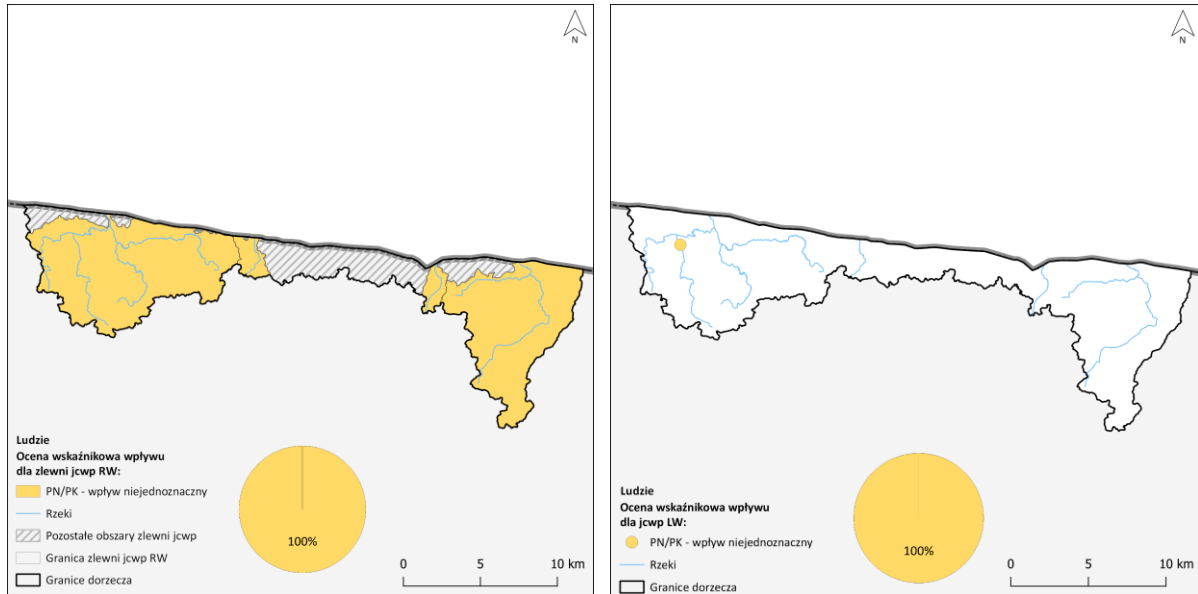 N
Ludzie
Ocena wskaźnikowa wpływu
dla zlewni jcwp RW:
PN/PK - wpływ niejednoznaczny
Rzeki
Pozostałe obszary zlewni jcwp
Granica zlewni jcwp RW
Granice dorzecza
100%
0 5 10 km
N
Ludzie
Ocena wskaźnikowa wpływu
dla jcwp LW:
PN/PK - wpływ niejednoznaczny
Rzeki
Granice dorzecza
100%
0 5 10 km